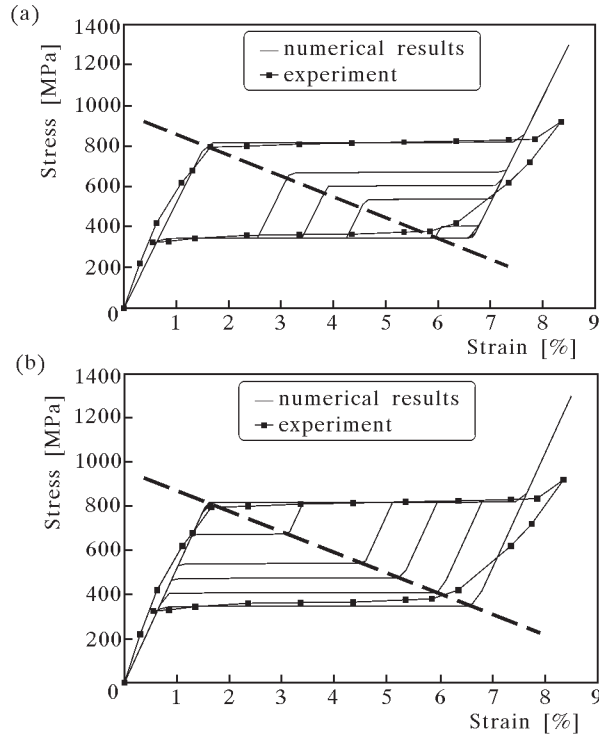 (a)
Stress [MPa]
1400
1200
1000
800
600
400
200
0
numerical results
experiment
1 2 3 4 5 6 7 8 9
Strain [%]
(b)
Stress [MPa]
1400
1200
1000
800
600
400
200
0
numerical results
experiment
1 2 3 4 5 6 7 8 9
Strain [%]